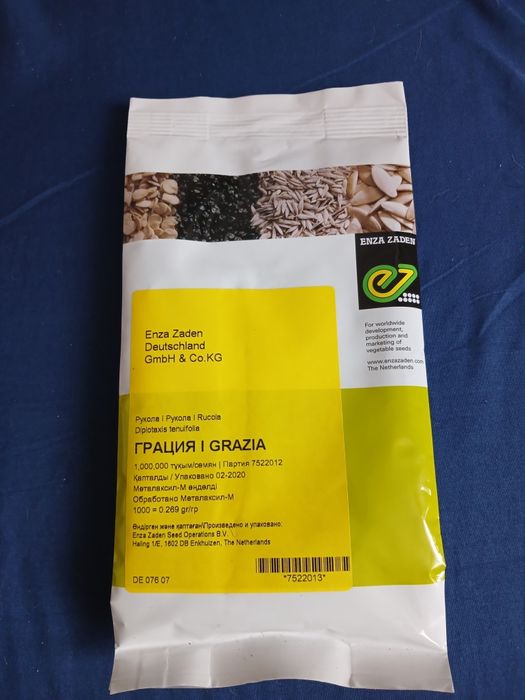 ENZA ZADEN
For worldwide
development,
production and
marketing of
vegetable seeds
www.enzazaden.com
The Netherlands
Enza Zaden
Deutschland
GmbH & Co.KG
Рукола I Рукола I Rucola
Diplotaxis tenuifolia
ГРАЦИЯ I GRAZIA
1,000,000 тұқым/семян | Партия 7522012
Қапталды / Упаковано 02-2020
Металаксил-М өңделді
Обработано Металаксил-М
1000 = 0.269 gr/гр
Өндірген және қаптаған\Произведено и упаковано:
Enza Zaden Seed Operations B.V.
Haling 1/E, 1602 DB Enkhuizen, The Netherlands
DE 076 07
*7522013*